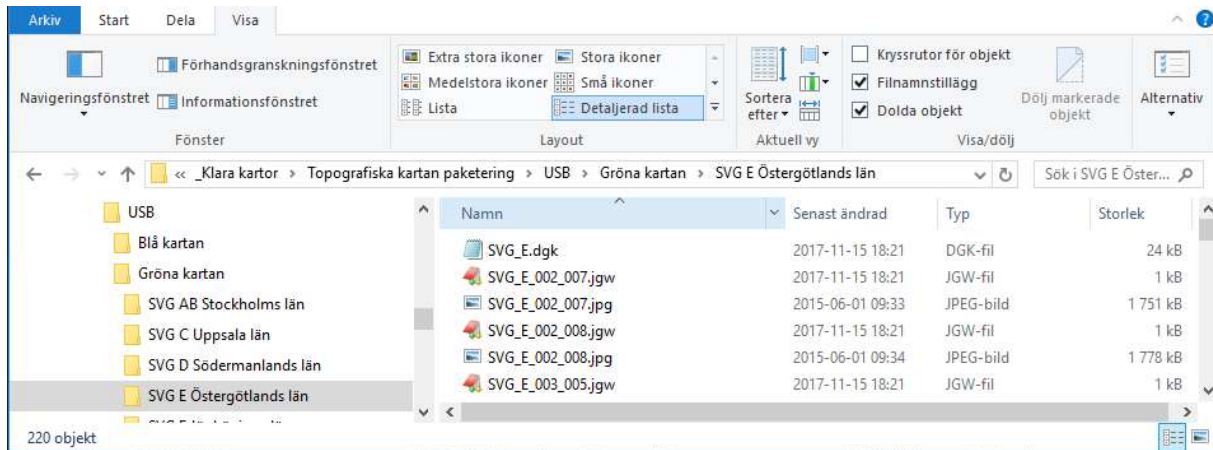 Arkiv Start Dela Visa
Förhandsgranskningsfönstret
Navigeringsfönstret Informationsfönstret
Fönster
Extra stora ikoner Stora ikoner
Medelstora ikoner Små ikoner
Lista Detaljerad lista
Layout
Sortera efter
Aktuell vy
Kryssrutor för objekt
Filnamnstillägg
Dolda objekt
Dölj markerade objekt
Visa/dölj
Alternativ
« _Klara kartor > Topografiska kartan paketering > USB > Gröna kartan > SVG E Östergötlands län Sök i SVG E Öster...
USB
Blå kartan
Gröna kartan
SVG AB Stockholms län
SVG C Uppsala län
SVG D Södermanlands län
SVG E Östergötlands län
Namn Senast ändrad Typ Storlek
SVG_E.dgk 2017-11-15 18:21 DGK-fil 24 kB
SVG_E_002_007.jgw 2017-11-15 18:21 JGW-fil 1 kB
SVG_E_002_007.jpg 2015-06-01 09:33 JPEG-bild 1 751 kB
SVG_E_002_008.jgw 2017-11-15 18:21 JGW-fil 1 kB
SVG_E_002_008.jpg 2015-06-01 09:34 JPEG-bild 1 778 kB
SVG_E_003_005.jgw 2017-11-15 18:21 JGW-fil 1 kB
220 objekt